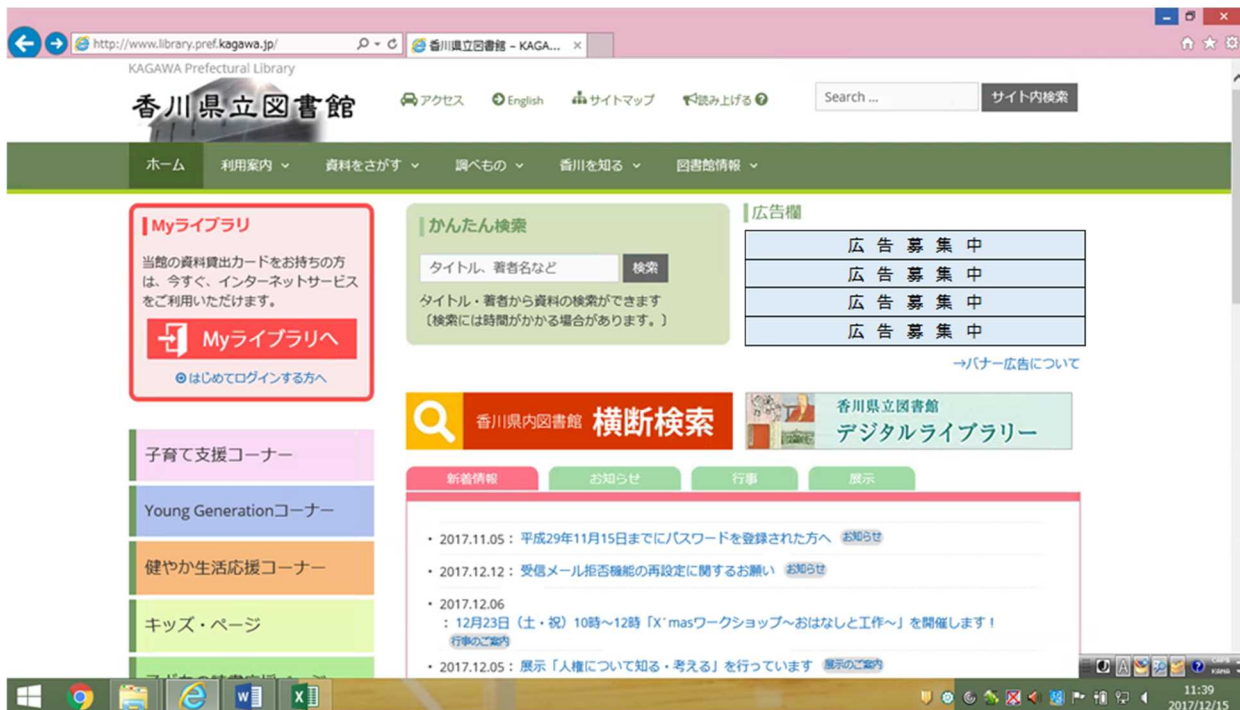 http://www.library.pref.kagawa.jp/
香川県立図書館 – KAGA...
KAGAWA Prefectural Library
香川県立図書館
アクセス
English
サイトマップ
読み上げる
Search ...
サイト内検索
ホーム
利用案内
資料をさがす
調べもの
香川を知る
図書館情報
Myライブラリ
当館の資料貸出カードをお持ちの方
は、今すぐ、インターネットサービス
をご利用いただけます。
Myライブラリへ
はじめてログインする方へ
かんたん検索
タイトル、著者名など
検索
タイトル・著者から資料の検索ができます
〔検索には時間がかかる場合があります。〕
広告欄
広告募集中
広告募集中
広告募集中
広告募集中
→バナー広告について
香川県内図書館 横断検索
香川県立図書館
デジタルライブラリー
子育て支援コーナー
Young Generationコーナー
健やか生活応援コーナー
キッズ・ページ
新着情報
お知らせ
行事
展示
・2017.11.05： 平成29年11月15日までにパスワードを登録された方へ お知らせ
・2017.12.12： 受信メール拒否機能の再設定に関するお願い お知らせ
・2017.12.06
： 12月23日（土・祝）10時～12時「X´masワークショップ～おはなしと工作～」を開催します！
行事のご案内
・2017.12.05： 展示「人権について知る・考える」を行っています 展示のご案内
CAPS
KANA
11:39
2017/12/15